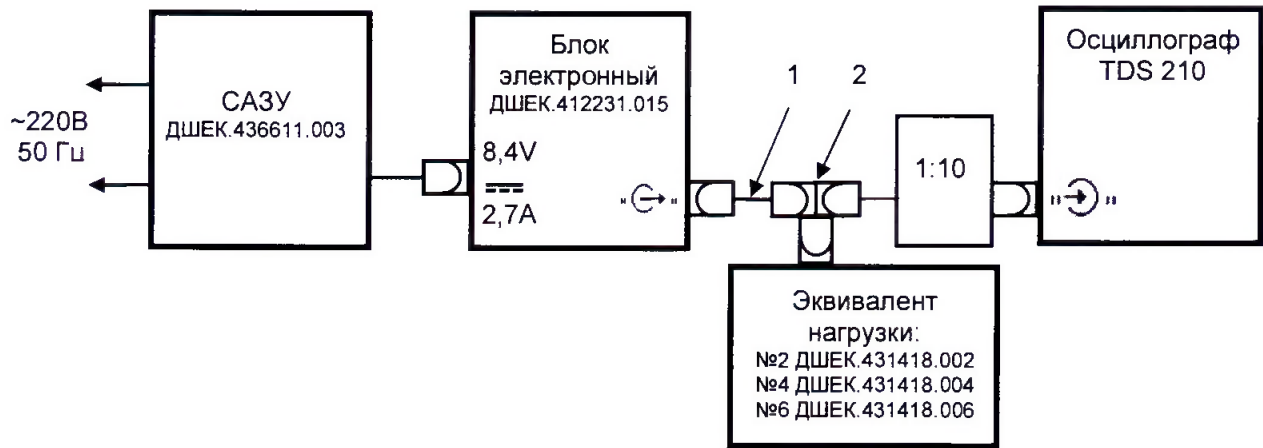 ~220В
50 Гц
САЗУ
ДШЕК.436611.003
Блок
электронный
ДШЕК.412231.015
8,4V
2,7A
1
2
1:10
Осциллограф
TDS 210
Эквивалент
нагрузки:
№2 ДШЕК.431418.002
№4 ДШЕК.431418.004
№6 ДШЕК.431418.006